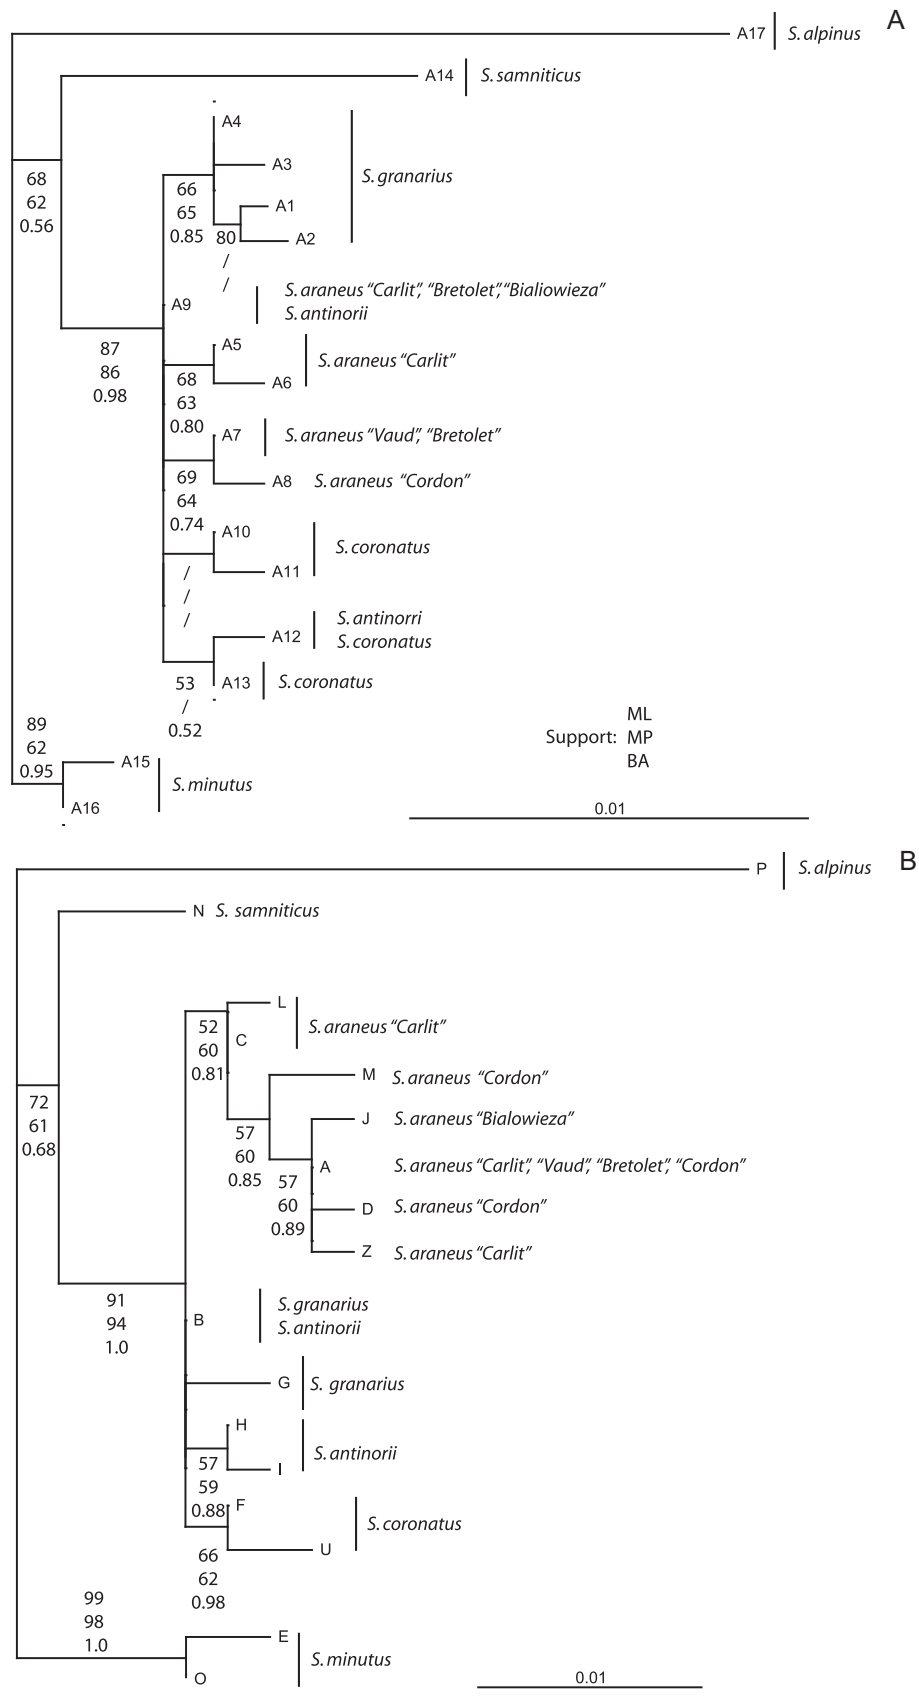 A
A17 S. alpinus
A14 S. samniticus
A4
A3
S. granarius
68
62
0.56
66
65
0.85
A1
A2
80
/
/
A9
S. araneus “Carlit”, “Bretolet”, “Bialiowieza”
S. antinorii
87
86
0.98
A5
S. araneus “Carlit”
A6
68
63
0.80
A7 S. araneus “Vaud”, “Bretolet”
A8 S. araneus “Cordon”
69
64
0.74
A10
S. coronatus
A11
/
/
/
S. antinorri
A12
S. coronatus
A13 S. coronatus
53
/
0.52
ML
Support: MP
BA
89
62
0.95
A15
S. minutus
A16
0.01
B
P S. alpinus
N S. samniticus
L
S. araneus “Carlit”
C
52
60
0.81
M S. araneus “Cordon”
J S. araneus “Bialowieza”
72
61
0.68
57
60
0.85
A S. araneus “Carlit”, “Vaud”, “Bretolet”, “Cordon”
57
60
0.89
D S. araneus “Cordon”
Z S. araneus “Carlit”
91
94
1.0
B
S. granarius
S. antinorii
G S. granarius
H
S. antinorii
I
57
59
0.88
F
S. coronatus
U
66
62
0.98
99
98
1.0
E
S. minutus
O
0.01